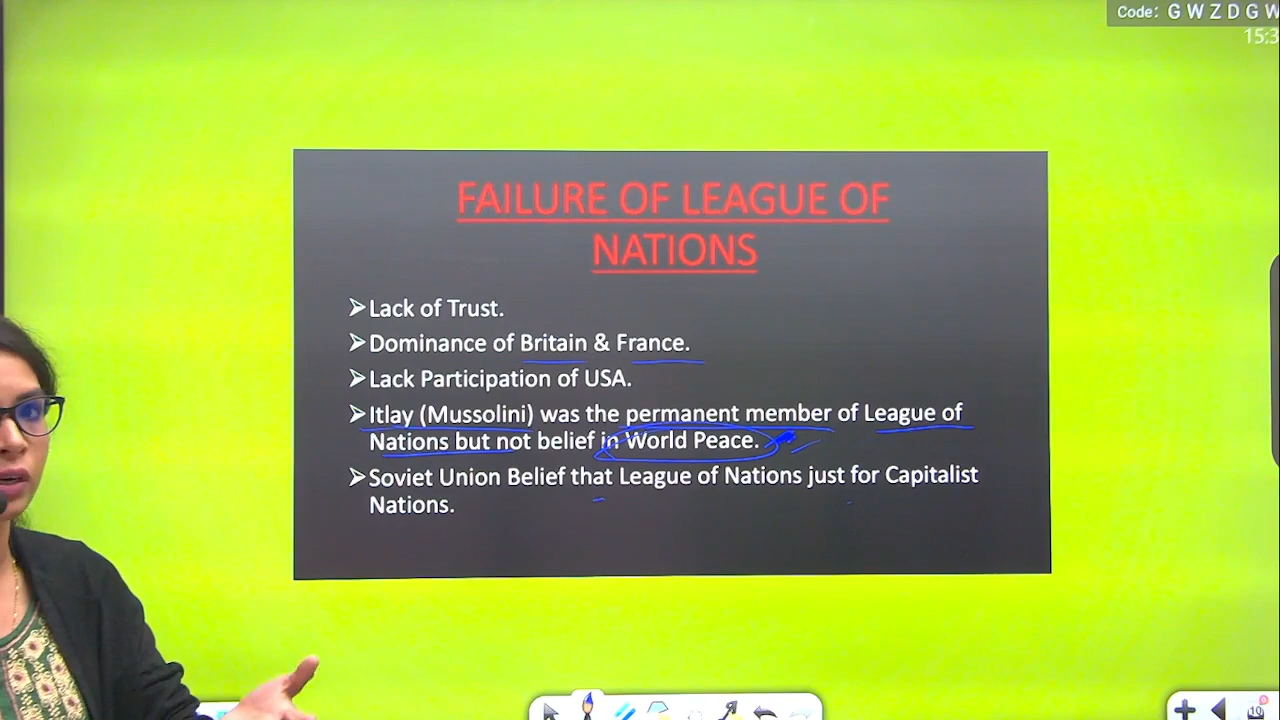 Code: G W Z D G W
15:3
FAILURE OF LEAGUE OF
NATIONS
➤Lack of Trust.
➤Dominance of Britain & France.
➤Lack Participation of USA.
➤Itlay (Mussolini) was the permanent member of League of
Nations but not belief in World Peace.
➤Soviet Union Belief that League of Nations just for Capitalist
Nations.
10